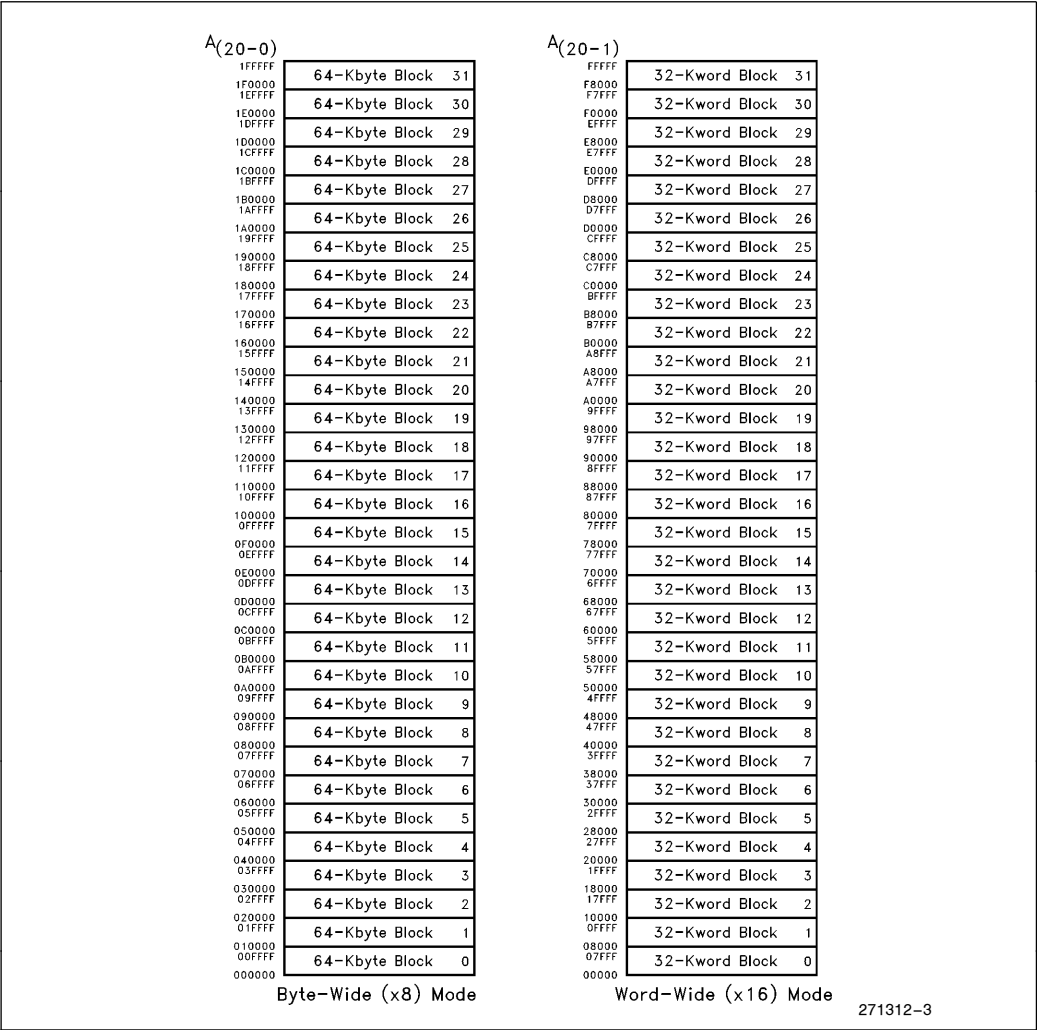 A(20-0)
1FFFFF
64-Kbyte Block 31
1F0000
1EFFFF
64-Kbyte Block 30
1E0000
1DFFFF
64-Kbyte Block 29
1D0000
1CFFFF
64-Kbyte Block 28
1C0000
1BFFFF
64-Kbyte Block 27
1B0000
1AFFFF
64-Kbyte Block 26
1A0000
19FFFF
64-Kbyte Block 25
190000
18FFFF
64-Kbyte Block 24
180000
17FFFF
64-Kbyte Block 23
170000
16FFFF
64-Kbyte Block 22
160000
15FFFF
64-Kbyte Block 21
150000
14FFFF
64-Kbyte Block 20
140000
13FFFF
64-Kbyte Block 19
130000
12FFFF
64-Kbyte Block 18
120000
11FFFF
64-Kbyte Block 17
110000
10FFFF
64-Kbyte Block 16
100000
0FFFFF
64-Kbyte Block 15
0F0000
0EFFFF
64-Kbyte Block 14
0E0000
0DFFFF
64-Kbyte Block 13
0D0000
0CFFFF
64-Kbyte Block 12
0C0000
0BFFFF
64-Kbyte Block 11
0B0000
0AFFFF
64-Kbyte Block 10
0A0000
09FFFF
64-Kbyte Block 9
090000
08FFFF
64-Kbyte Block 8
080000
07FFFF
64-Kbyte Block 7
070000
06FFFF
64-Kbyte Block 6
060000
05FFFF
64-Kbyte Block 5
050000
04FFFF
64-Kbyte Block 4
040000
03FFFF
64-Kbyte Block 3
030000
02FFFF
64-Kbyte Block 2
020000
01FFFF
64-Kbyte Block 1
010000
00FFFF
64-Kbyte Block 0
000000
Byte-Wide (x8) Mode
A(20-1)
FFFFF
32-Kword Block 31
F8000
F7FFF
32-Kword Block 30
F0000
EFFFF
32-Kword Block 29
E8000
E7FFF
32-Kword Block 28
E0000
DFFFF
32-Kword Block 27
D8000
D7FFF
32-Kword Block 26
D0000
CFFFF
32-Kword Block 25
C8000
C7FFF
32-Kword Block 24
C0000
BFFFF
32-Kword Block 23
B8000
B7FFF
32-Kword Block 22
B0000
A8FFF
32-Kword Block 21
A8000
A7FFF
32-Kword Block 20
A0000
9FFFF
32-Kword Block 19
98000
97FFF
32-Kword Block 18
90000
8FFFF
32-Kword Block 17
88000
87FFF
32-Kword Block 16
80000
7FFFF
32-Kword Block 15
78000
77FFF
32-Kword Block 14
70000
6FFFF
32-Kword Block 13
68000
67FFF
32-Kword Block 12
60000
5FFFF
32-Kword Block 11
58000
57FFF
32-Kword Block 10
50000
4FFFF
32-Kword Block 9
48000
47FFF
32-Kword Block 8
40000
3FFFF
32-Kword Block 7
38000
37FFF
32-Kword Block 6
30000
2FFFF
32-Kword Block 5
28000
27FFF
32-Kword Block 4
20000
1FFFF
32-Kword Block 3
18000
17FFF
32-Kword Block 2
10000
0FFFF
32-Kword Block 1
08000
07FFF
32-Kword Block 0
00000
Word-Wide (x16) Mode
271312-3